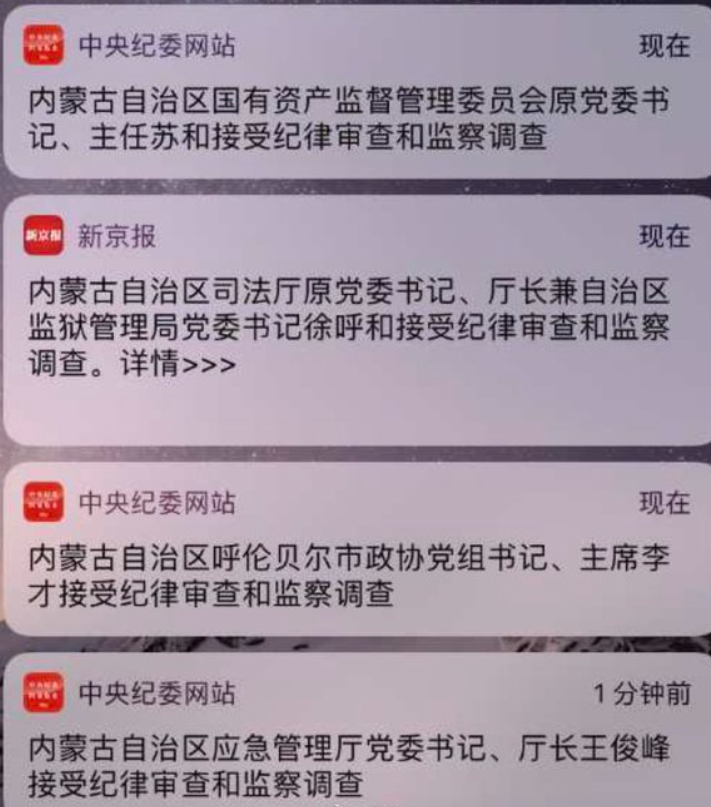 中央纪委网站 现在
内蒙古自治区国有资产监督管理委员会原党委书
记、主任苏和接受纪律审查和监察调查
新京报 新京报 现在
内蒙古自治区司法厅原党委书记、厅长兼自治区
监狱管理局党委书记徐呼和接受纪律审查和监察
调查。详情>>>
中央纪委网站 现在
内蒙古自治区呼伦贝尔市政协党组书记、主席李
才接受纪律审查和监察调查
中央纪委网站 1分钟前
内蒙古自治区应急管理厅党委书记、厅长王俊峰
接受纪律审查和监察调查